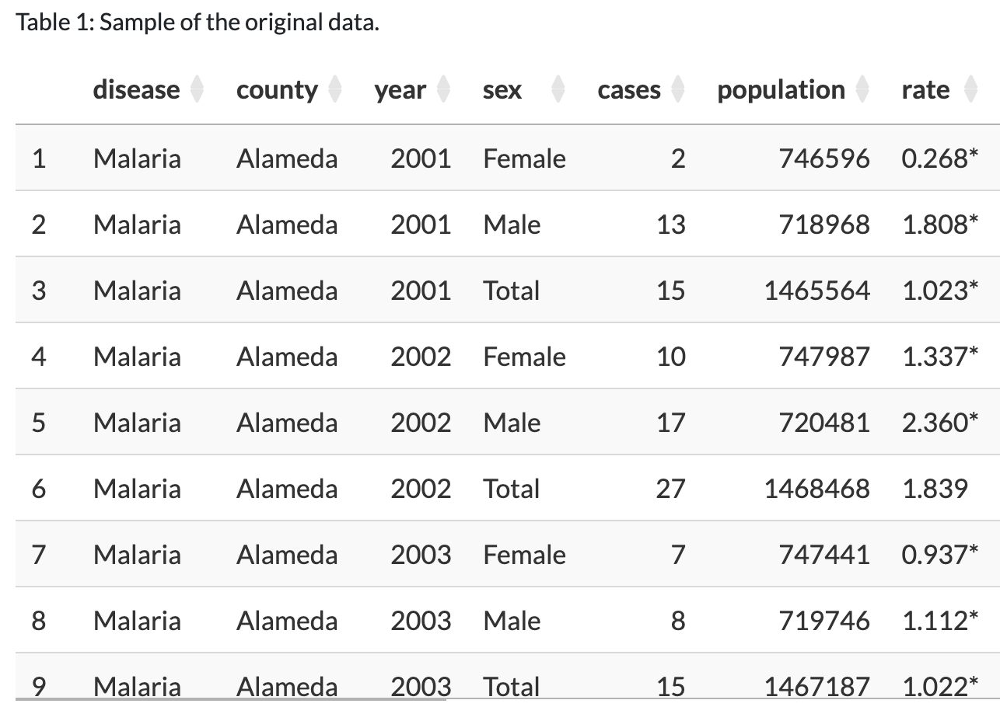 Table 1: Sample of the original data.
disease county year sex cases population rate
1 Malaria Alameda 2001 Female 2 746596 0.268*
2 Malaria Alameda 2001 Male 13 718968 1.808*
3 Malaria Alameda 2001 Total 15 1465564 1.023*
4 Malaria Alameda 2002 Female 10 747987 1.337*
5 Malaria Alameda 2002 Male 17 720481 2.360*
6 Malaria Alameda 2002 Total 27 1468468 1.839
7 Malaria Alameda 2003 Female 7 747441 0.937*
8 Malaria Alameda 2003 Male 8 719746 1.112*
9 Malaria Alameda 2003 Total 15 1467187 1.022*